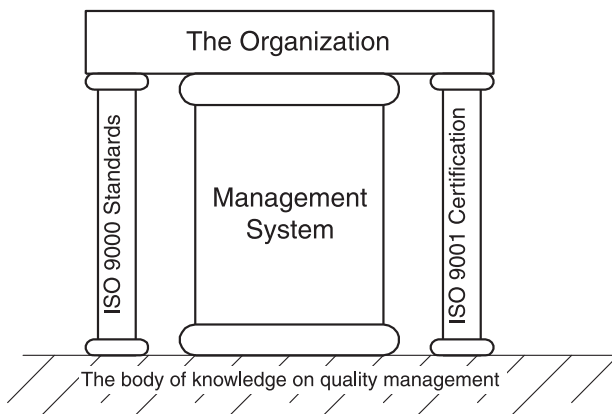 The Organization
ISO 9000 Standards
Management
System
ISO 9001 Certification
The body of knowledge on quality management